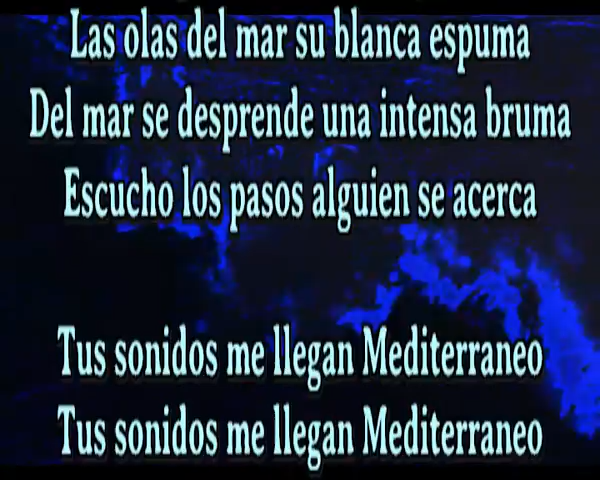 Las olas del mar su blanca espuma
Del mar se desprende una intensa bruma
Escucho los pasos alguien se acerca
Tus sonidos me llegan Mediterraneo
Tus sonidos me llegan Mediterraneo